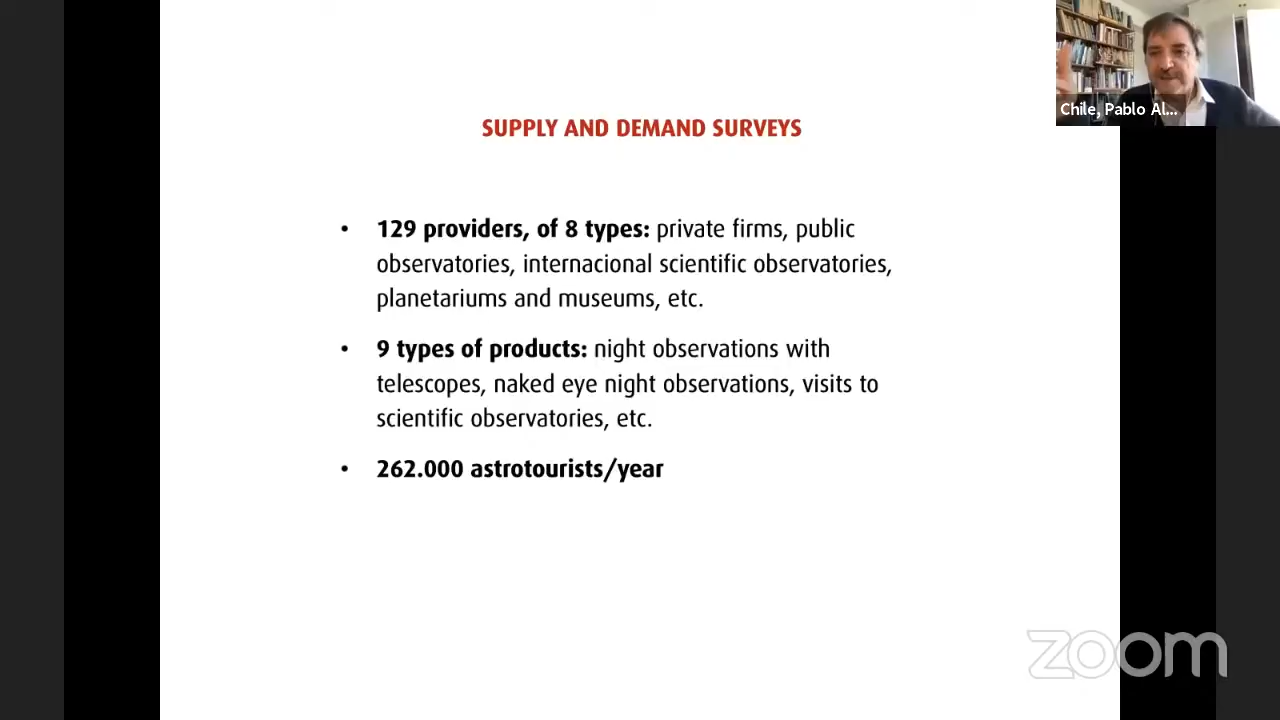 Chile, Pablo Al...
SUPPLY AND DEMAND SURVEYS
• 129 providers, of 8 types: private firms, public
observatories, internacional scientific observatories,
planetariums and museums, etc.
• 9 types of products: night observations with
telescopes, naked eye night observations, visits to
scientific observatories, etc.
• 262.000 astrotourists/year
zoom